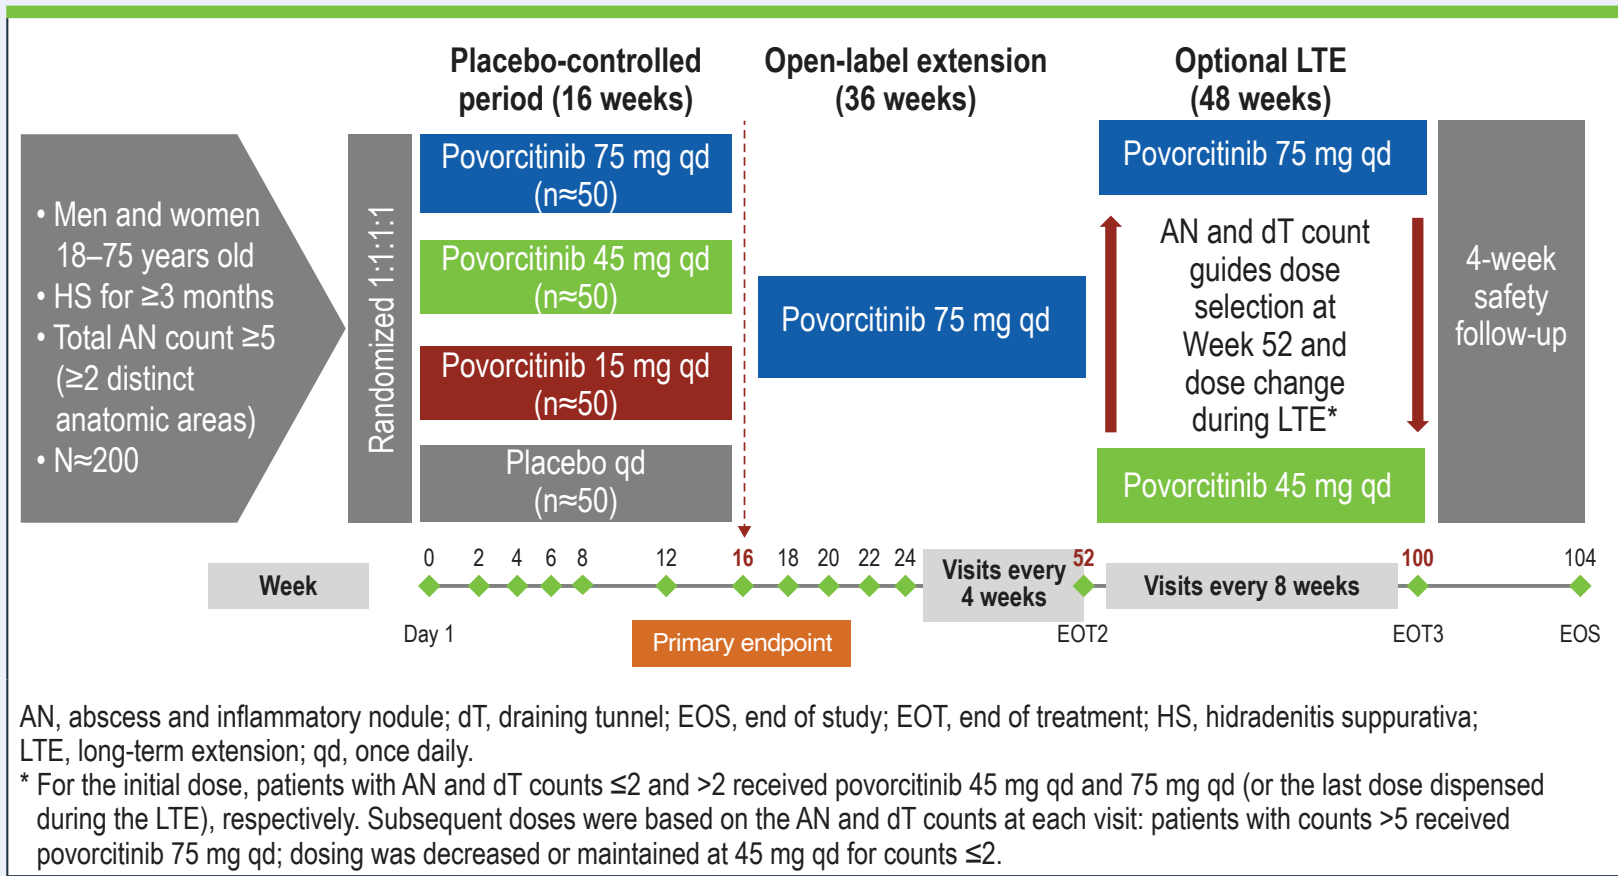 Placebo-controlled
period (16 weeks)
Open-label extension
(36 weeks)
Optional LTE
(48 weeks)
• Men and women
18–75 years old
• HS for ≥3 months
• Total AN count ≥5
(≥2 distinct
anatomic areas)
• N≈200
Randomized 1:1:1:1
Povorcitinib 75 mg qd
(n≈50)
Povorcitinib 45 mg qd
(n≈50)
Povorcitinib 15 mg qd
(n≈50)
Placebo qd
(n≈50)
Povorcitinib 75 mg qd
Povorcitinib 75 mg qd
AN and dT count
guides dose
selection at
Week 52 and
dose change
during LTE*
Povorcitinib 45 mg qd
4-week
safety
follow-up
Week
0 2 4 6 8 12 16 18 20 22 24 52 100 104
Visits every
4 weeks
Visits every 8 weeks
Day 1
Primary endpoint
EOT2
EOT3
EOS
AN, abscess and inflammatory nodule; dT, draining tunnel; EOS, end of study; EOT, end of treatment; HS, hidradenitis suppurativa;
LTE, long-term extension; qd, once daily.
* For the initial dose, patients with AN and dT counts ≤2 and >2 received povorcitinib 45 mg qd and 75 mg qd (or the last dose dispensed
during the LTE), respectively. Subsequent doses were based on the AN and dT counts at each visit: patients with counts >5 received
povorcitinib 75 mg qd; dosing was decreased or maintained at 45 mg qd for counts ≤2.